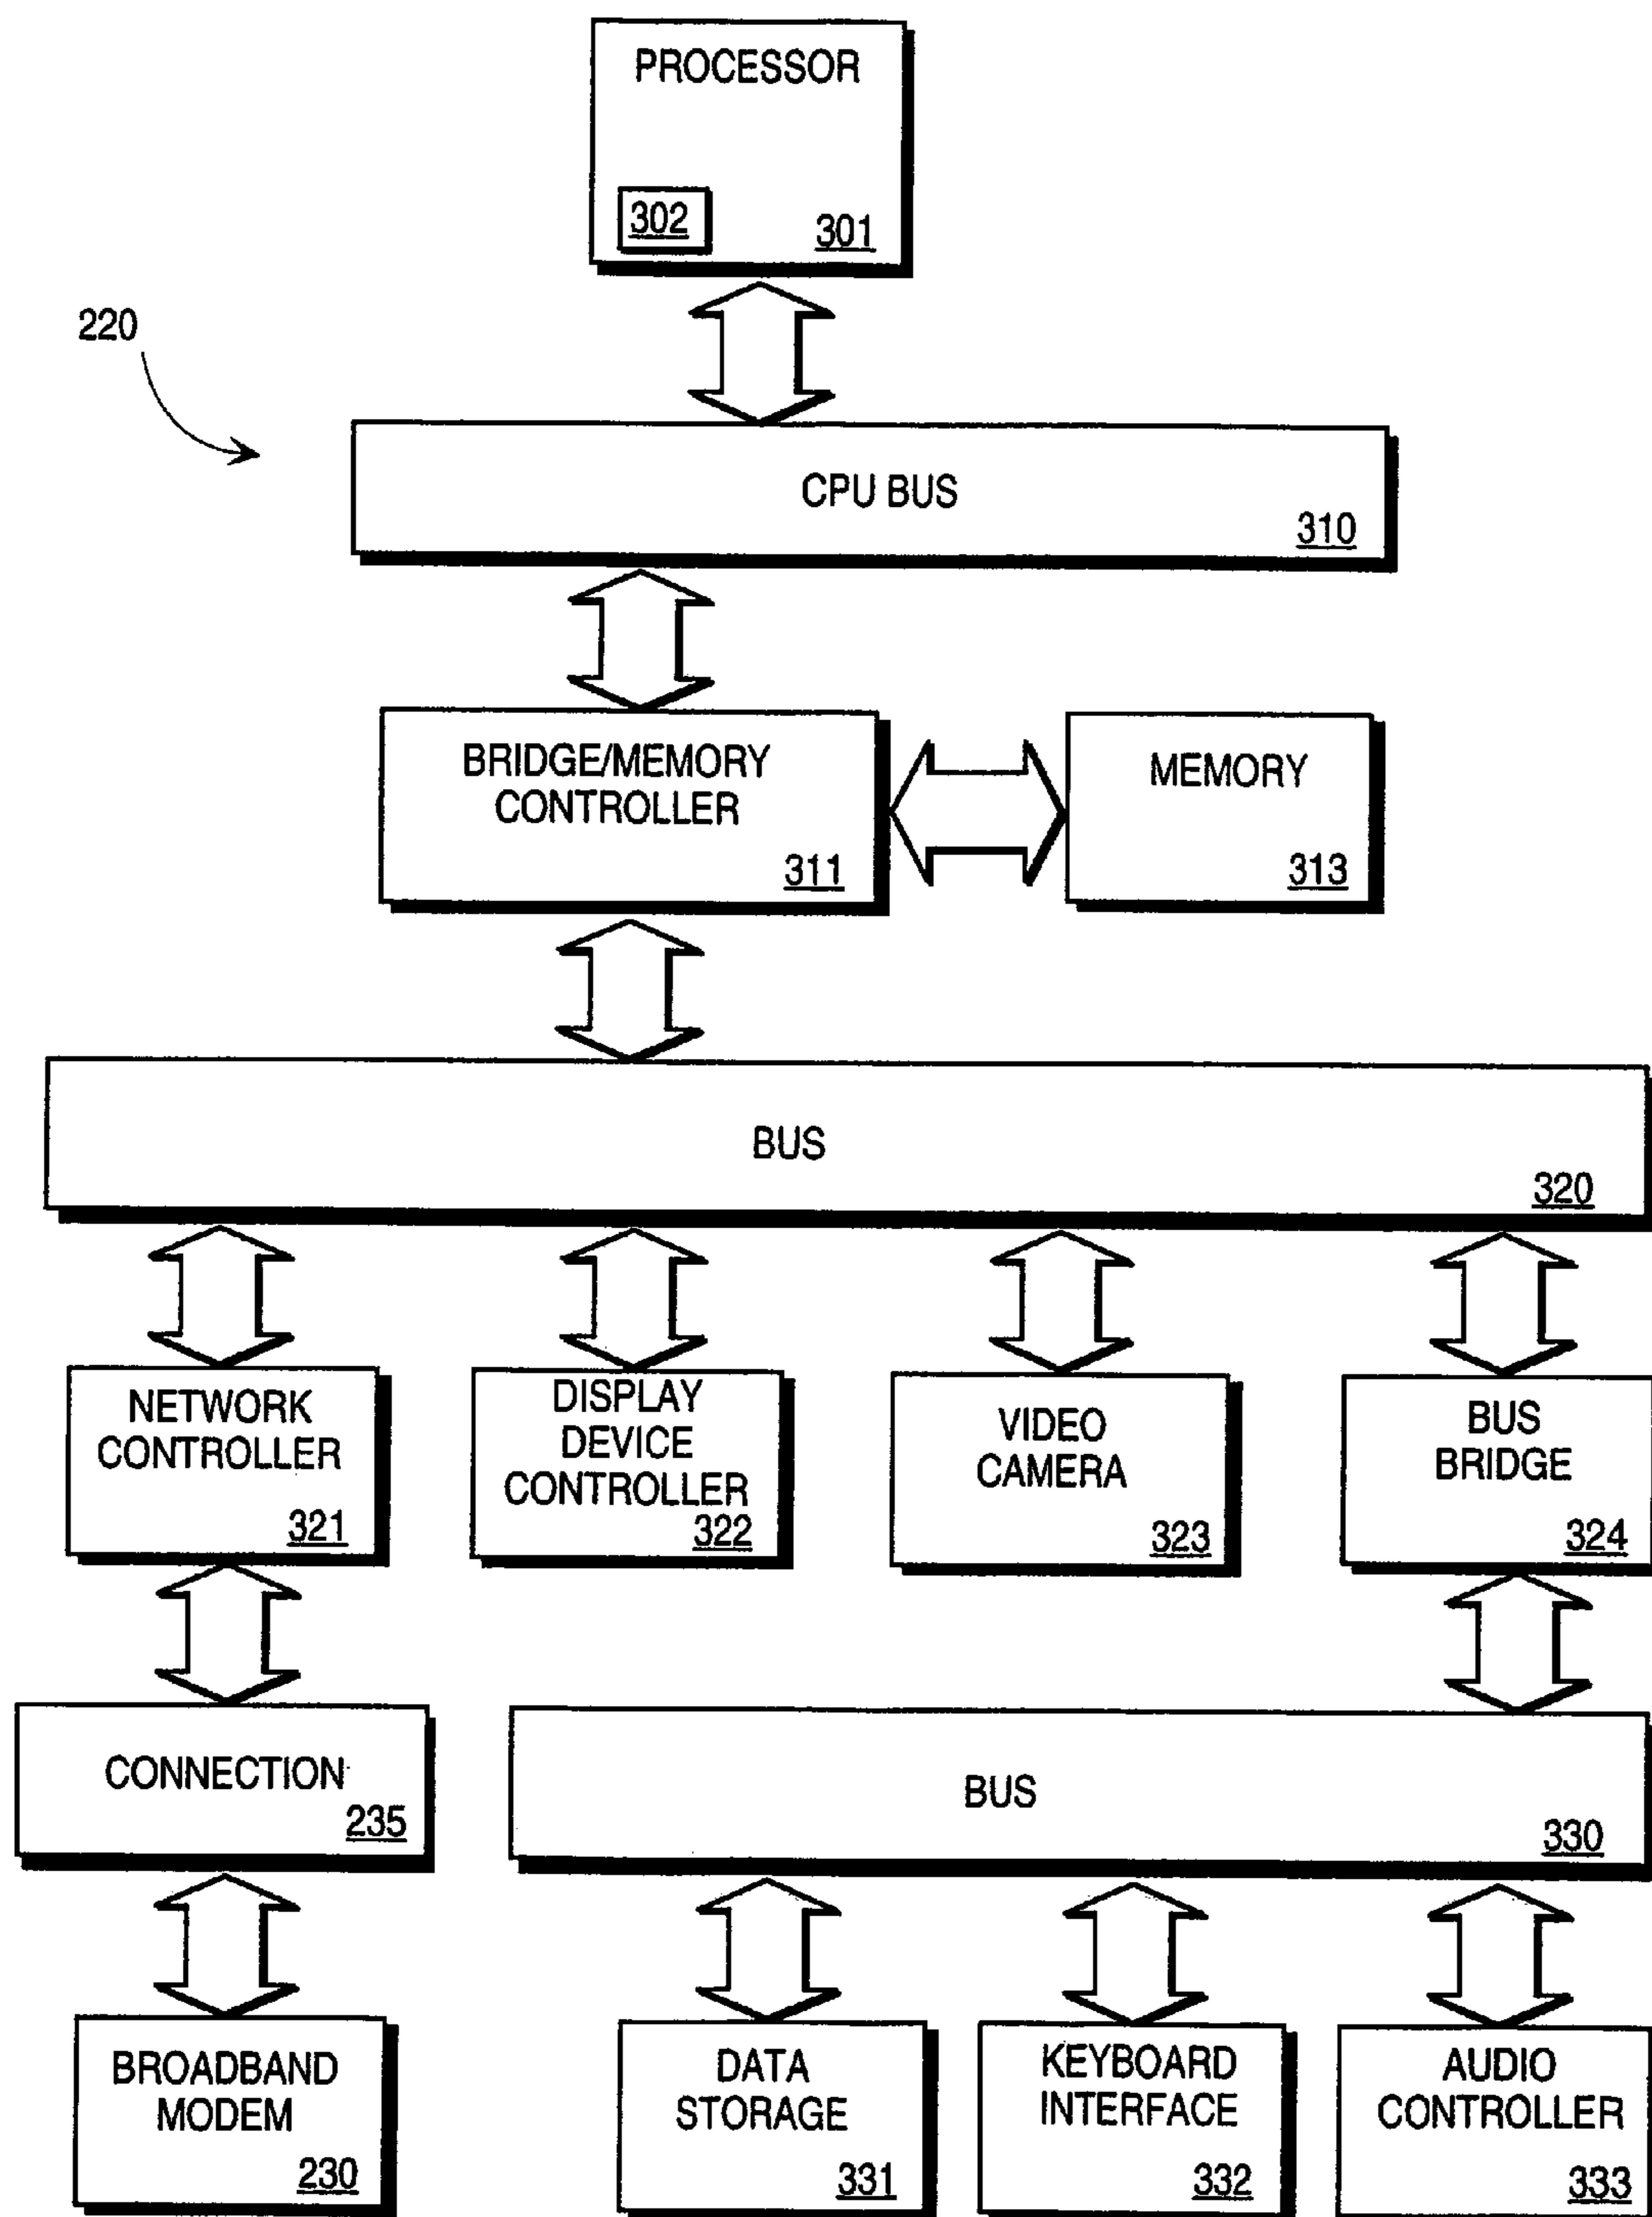 PROCESSOR
302
301
220
CPU BUS
310
BRIDGE/MEMORY
CONTROLLER
311
MEMORY
313
BUS
320
NETWORK
CONTROLLER
321
DISPLAY
DEVICE
CONTROLLER
322
VIDEO
CAMERA
323
BUS
BRIDGE
324
CONNECTION
235
BUS
330
BROADBAND
MODEM
230
DATA
STORAGE
331
KEYBOARD
INTERFACE
332
AUDIO
CONTROLLER
333